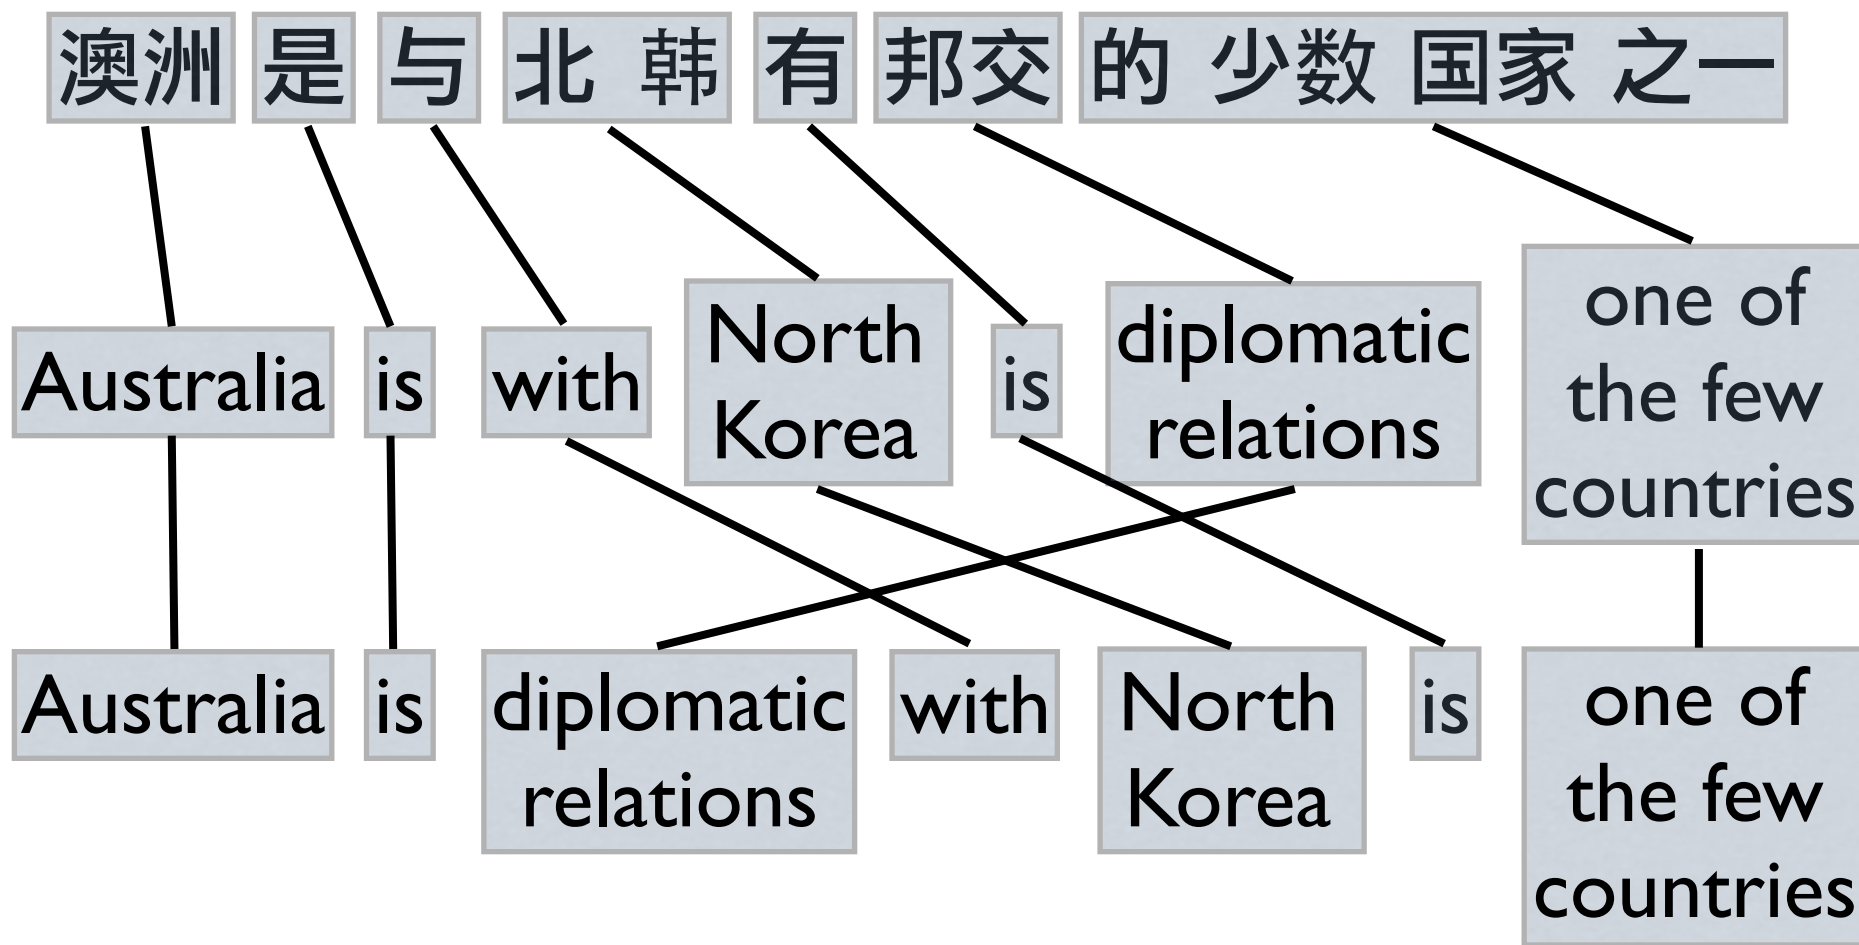 澳洲 是 与 北 韩 有 邦交 的 少数 国家 之一
Australia is with North Korea is diplomatic relations one of the few countries
Australia is diplomatic relations with North Korea is one of the few countries